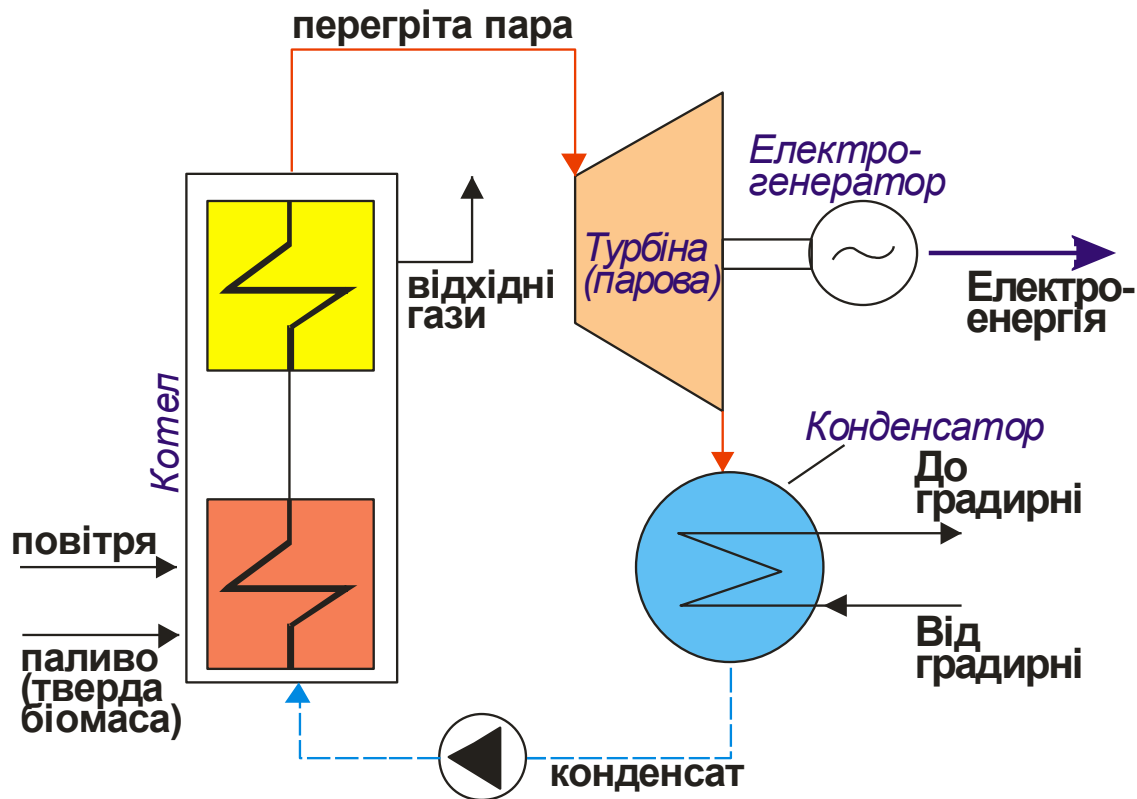 перегріта пара
Електро-
генератор
Турбіна
(парова)
відхідні
гази
Електро-
енергія
Котел
Конденсатор
До
градирні
повітря
Від
градирні
паливо
(тверда
біомаса)
конденсат